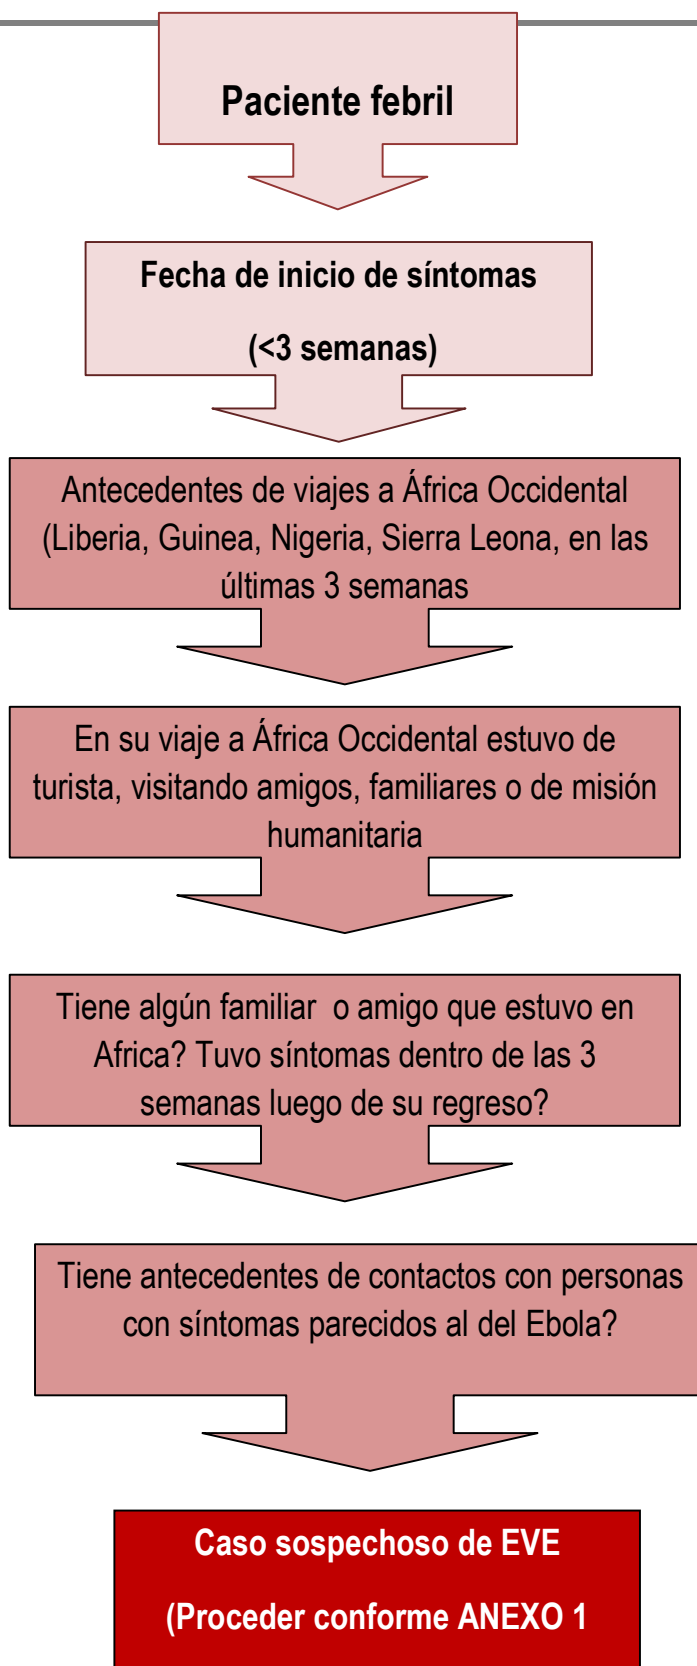 Paciente febril
Fecha de inicio de síntomas
(<3 semanas)
Antecedentes de viajes a África Occidental
(Liberia, Guinea, Nigeria, Sierra Leona, en las
últimas 3 semanas
En su viaje a África Occidental estuvo de
turista, visitando amigos, familiares o de misión
humanitaria
Tiene algún familiar o amigo que estuvo en
Africa? Tuvo síntomas dentro de las 3
semanas luego de su regreso?
Tiene antecedentes de contactos con personas
con síntomas parecidos al del Ebola?
Caso sospechoso de EVE
(Proceder conforme ANEXO 1